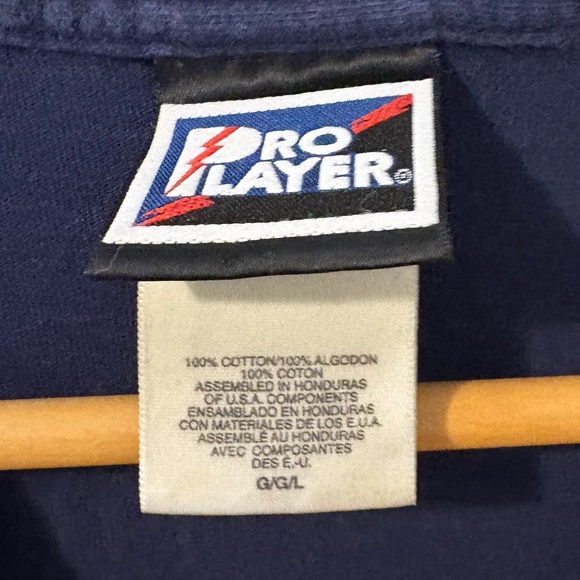 PRO
PLAYER
100% COTTON/100% ALGODON
100% COTON
ASSEMBLED IN HONDURAS
OF U.S.A. COMPONENTS
ENSAMBLADO EN HONDURAS
CON MATERIALES DE LOS E.U.A.
ASSEMBLÉ AU HONDURAS
AVEC COMPOSANTES
DES É.-U.
G/G/L